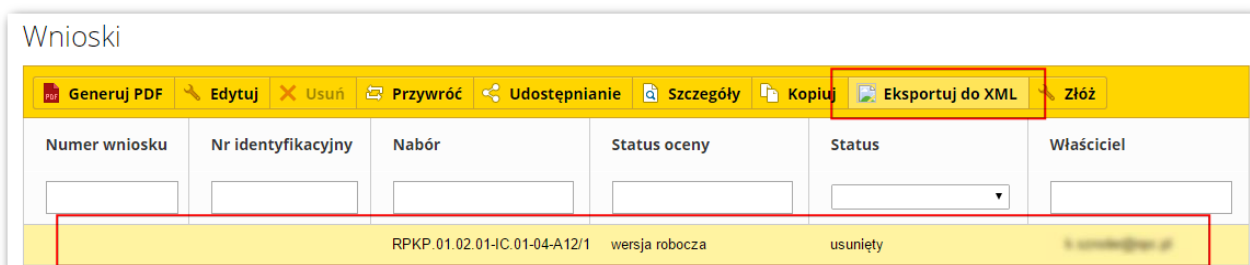 Wnioski
Generuj PDF Edytuj Usuń Przywróć Udostępnianie Szczegóły Kopiuj Eksportuj do XML Złóż
Numer wniosku Nr identyfikacyjny Nabór Status oceny Status Właściciel
RPKP.01.02.01-IC.01-04-A12/1 wersja robocza usunięty